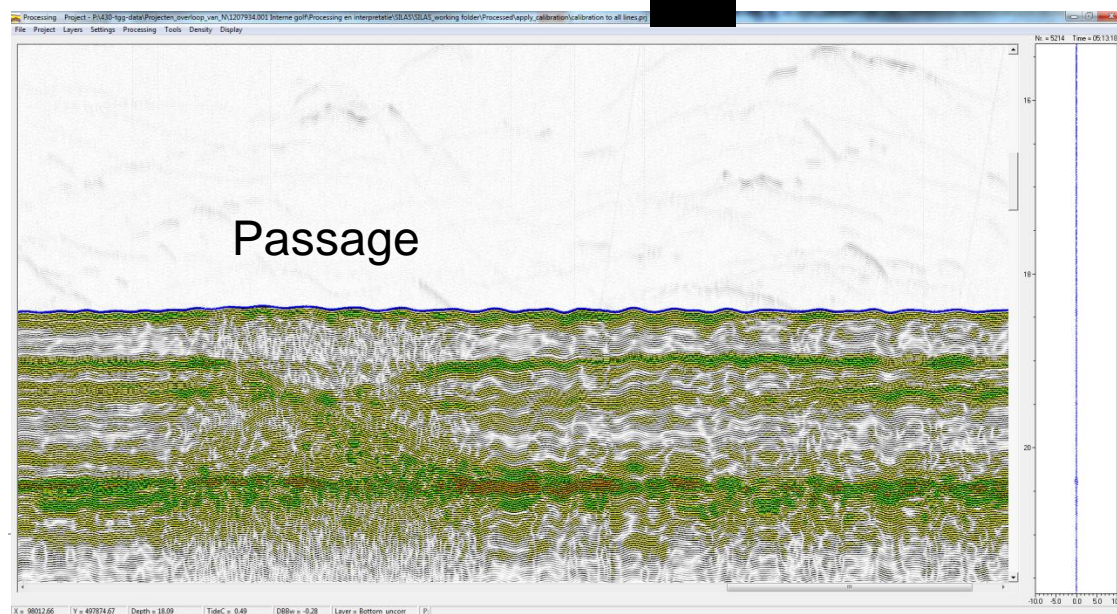 Processing Project - P:\430-tgg-data\Projecten_overloop_van_N\1207934.001 Interne golf\Processing en interpretatie\SILAS\SILAS_working folder\Processed\apply_calibration\calibration to all lines.prj
File Project Layers Settings Processing Tools Density Display
Nr. = 5214 Time = 05:13:18
16
Passage
18
20
-10.0 -5.0 0.0 5.0 10
X = 98012.66 Y = 497874.67 Depth = 18.09 TideC = 0.49 DBBw = -0.28 Layer = Bottom_uncorr P: